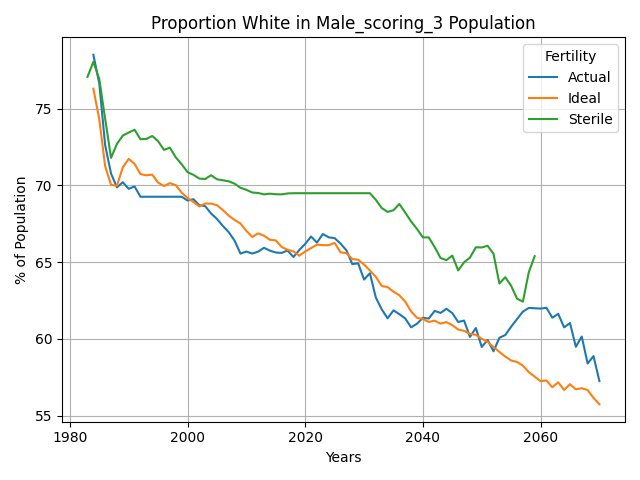 Proportion White in Male_scoring_3 Population
Fertility
Actual
Ideal
Sterile
% of Population
75
70
65
60
55
1980
2000
2020
2040
2060
Years